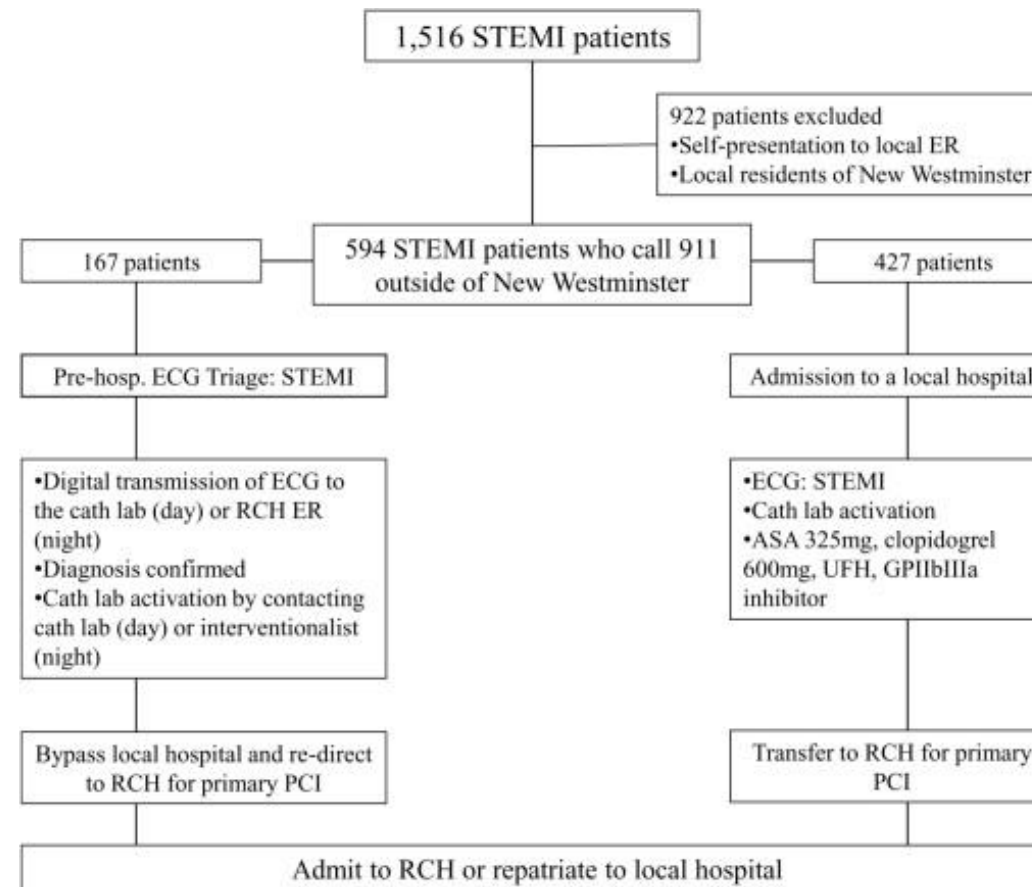 1,516 STEMI patients
922 patients excluded
•Self-presentation to local ER
•Local residents of New Westminster
594 STEMI patients who call 911
outside of New Westminster
167 patients
427 patients
Pre-hosp. ECG Triage: STEMI
Admission to a local hospital
•Digital transmission of ECG to
the cath lab (day) or RCH ER
(night)
•Diagnosis confirmed
•Cath lab activation by contacting
cath lab (day) or interventionalist
(night)
•ECG: STEMI
•Cath lab activation
•ASA 325mg, clopidogrel
600mg, UFH, GPIIbIIIa
inhibitor
Bypass local hospital and re-direct
to RCH for primary PCI
Transfer to RCH for primary
PCI
Admit to RCH or repatriate to local hospital